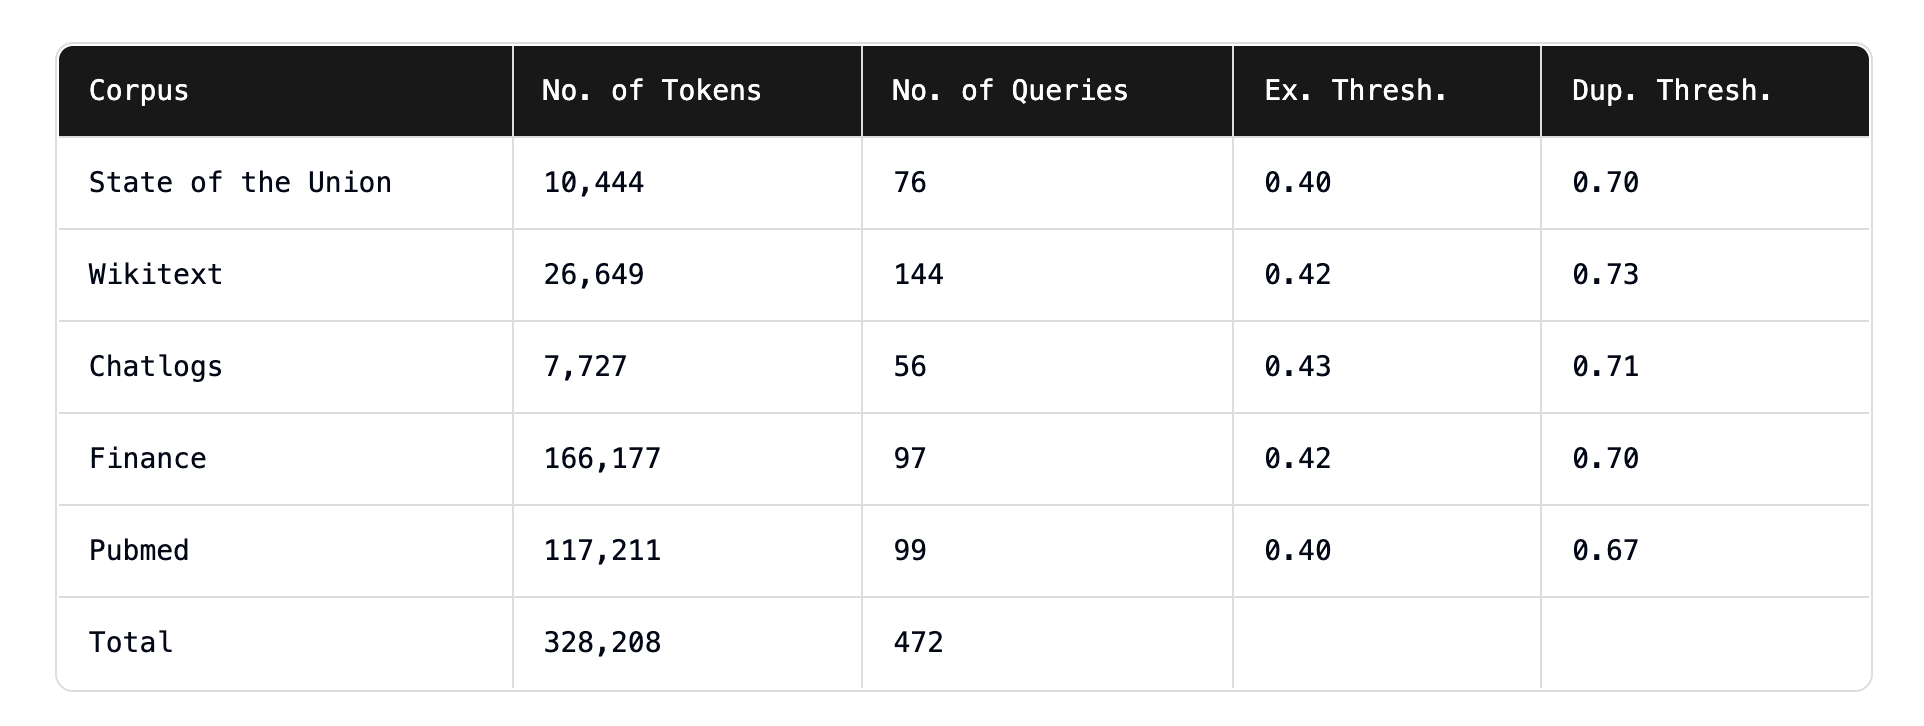 Corpus No. of Tokens No. of Queries Ex. Thresh. Dup. Thresh.
State of the Union 10,444 76 0.40 0.70
Wikitext 26,649 144 0.42 0.73
Chatlogs 7,727 56 0.43 0.71
Finance 166,177 97 0.42 0.70
Pubmed 117,211 99 0.40 0.67
Total 328,208 472